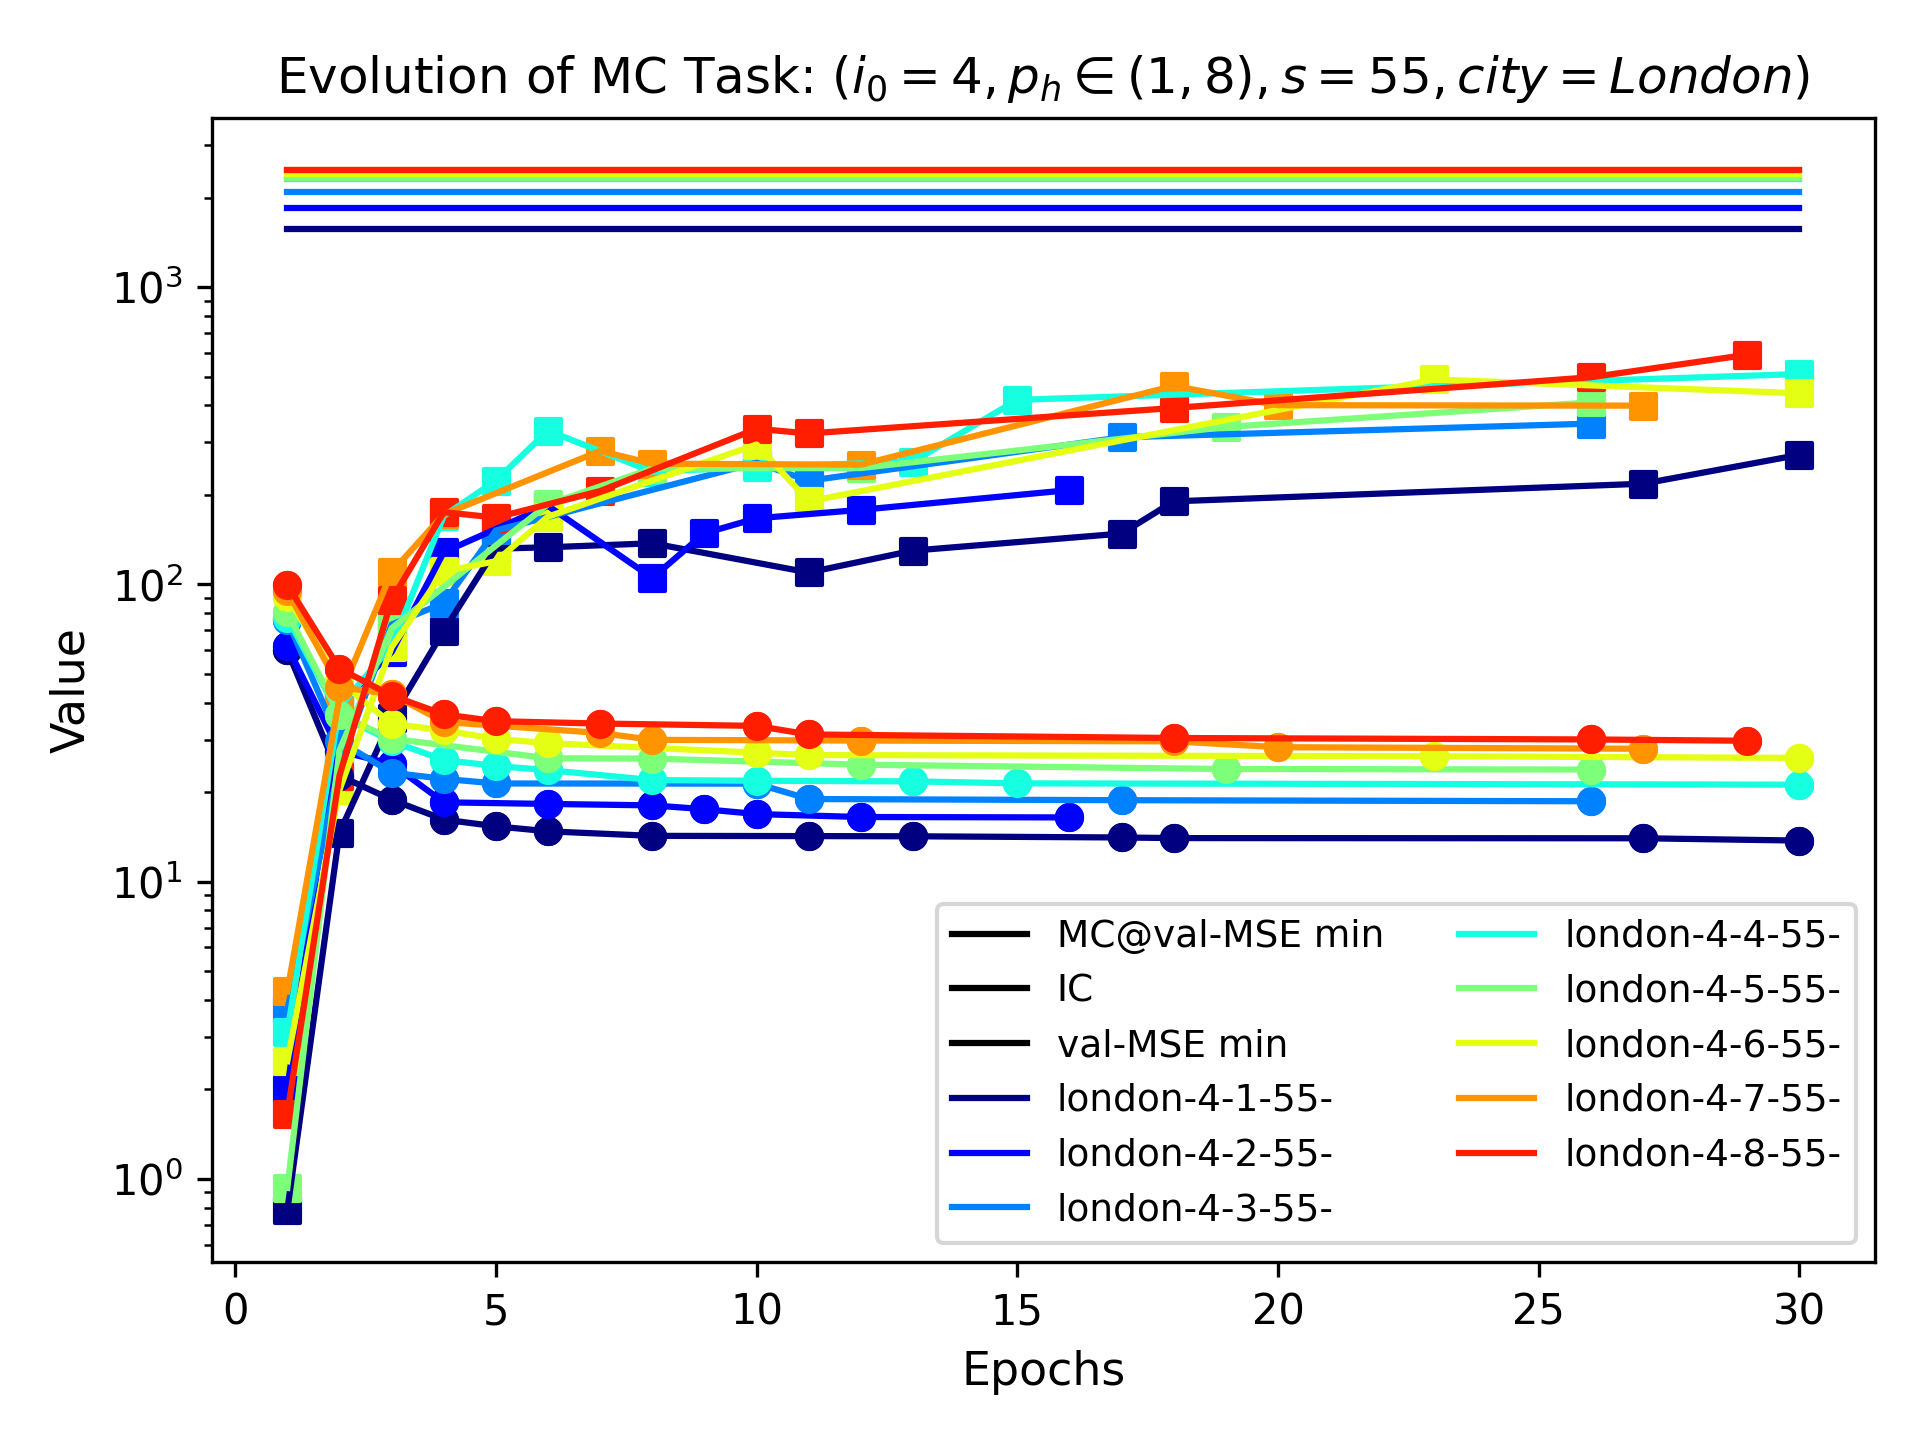 Evolution of MC Task: (i₀ = 4, pₕ ∈ (1, 8), s = 55, city = London)
Value
10³
10²
10¹
10⁰
MC@val-MSE min
IC
val-MSE min
london-4-1-55-
london-4-2-55-
london-4-3-55-
london-4-4-55-
london-4-5-55-
london-4-6-55-
london-4-7-55-
london-4-8-55-
0 5 10 15 20 25 30
Epochs